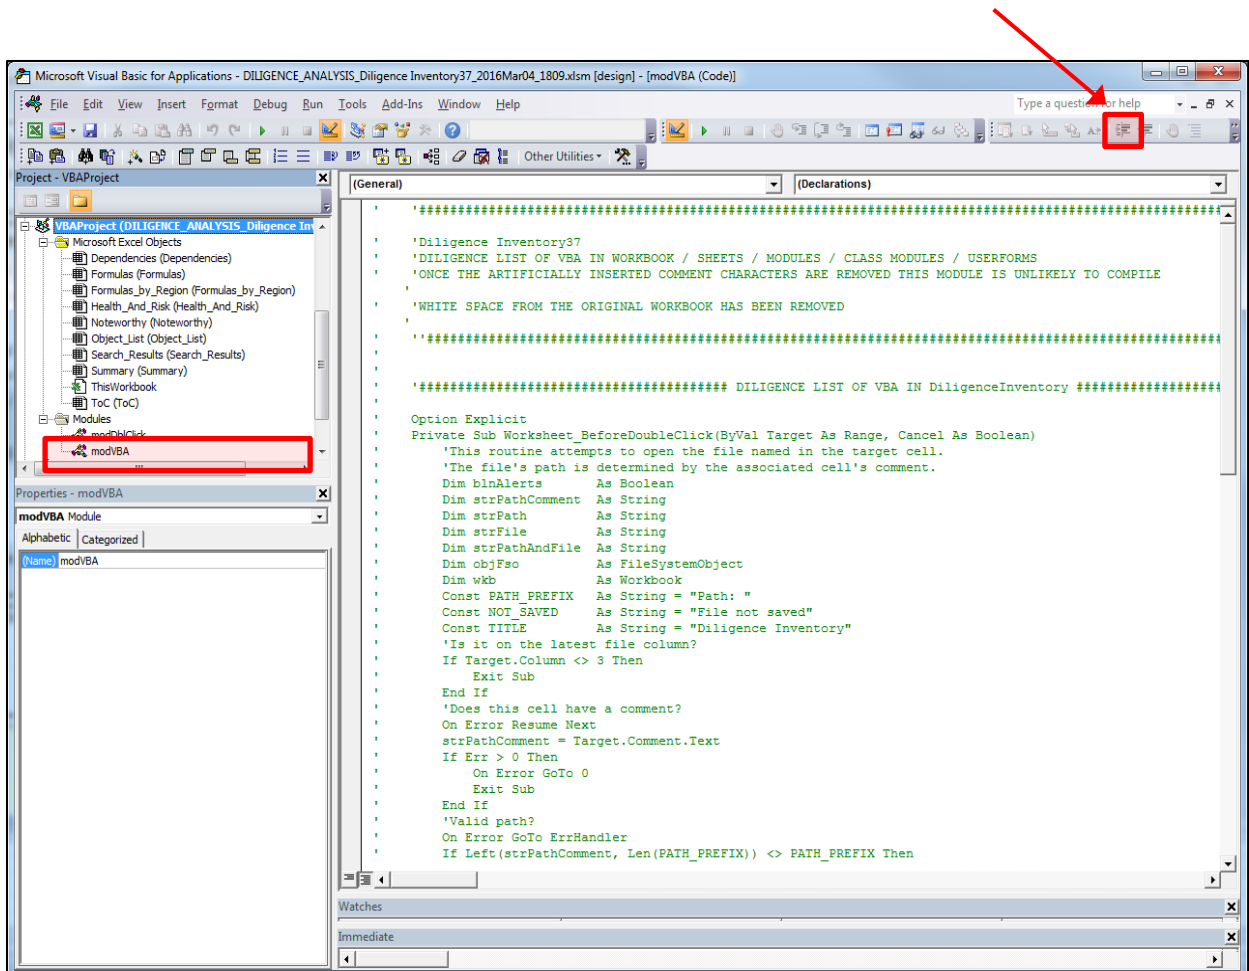 Microsoft Visual Basic for Applications - DILIGENCE_ANALYSIS_Diligence Inventory37_2016Mar04_1809.xlsm [design] - [modVBA (Code)]
File Edit View Insert Format Debug Run Tools Add-Ins Window Help
Type a question for help
Other Utilities
Project - VBAProject
VBAProject (DILIGENCE_ANALYSIS_Diligence Inv
Microsoft Excel Objects
Dependencies (Dependencies)
Formulas (Formulas)
Formulas_by_Region (Formulas_by_Region)
Health_And_Risk (Health_And_Risk)
Noteworthy (Noteworthy)
Object_List (Object_List)
Search_Results (Search_Results)
Summary (Summary)
ThisWorkbook
ToC (ToC)
Modules
modDblClick
modVBA
Properties - modVBA
modVBA Module
Alphabetic Categorized
(Name) modVBA
(General) (Declarations)
' '########################################################################################################
'
' 'Diligence Inventory37
' 'DILIGENCE LIST OF VBA IN WORKBOOK / SHEETS / MODULES / CLASS MODULES / USERFORMS
' 'ONCE THE ARTIFICIALLY INSERTED COMMENT CHARACTERS ARE REMOVED THIS MODULE IS UNLIKELY TO COMPILE
'
' 'WHITE SPACE FROM THE ORIGINAL WORKBOOK HAS BEEN REMOVED
'
' ''#######################################################################################################
'
'
' '######################################## DILIGENCE LIST OF VBA IN DiligenceInventory ###################
'
' Option Explicit
' Private Sub Worksheet_BeforeDoubleClick(ByVal Target As Range, Cancel As Boolean)
' 'This routine attempts to open the file named in the target cell.
' 'The file's path is determined by the associated cell's comment.
' Dim blnAlerts As Boolean
' Dim strPathComment As String
' Dim strPath As String
' Dim strFile As String
' Dim strPathAndFile As String
' Dim objFso As FileSystemObject
' Dim wkb As Workbook
' Const PATH_PREFIX As String = "Path: "
' Const NOT_SAVED As String = "File not saved"
' Const TITLE As String = "Diligence Inventory"
' 'Is it on the latest file column?
' If Target.Column <> 3 Then
' Exit Sub
' End If
' 'Does this cell have a comment?
' On Error Resume Next
' strPathComment = Target.Comment.Text
' If Err > 0 Then
' On Error GoTo 0
' Exit Sub
' End If
' 'Valid path?
' On Error GoTo ErrHandler
' If Left(strPathComment, Len(PATH_PREFIX)) <> PATH_PREFIX Then
Watches
Immediate